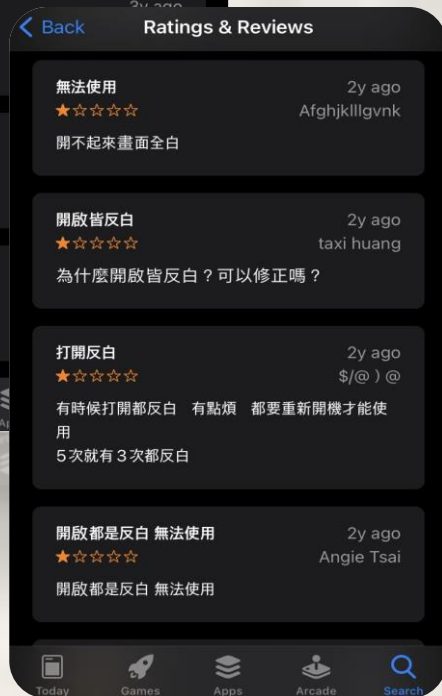 3y ago
Back
Ratings & Reviews
無法使用
2y ago
Afghjklllgvnk
開不起來畫面全白
開啟皆反白
2y ago
taxi huang
為什麼開啟皆反白？可以修正嗎？
打開反白
2y ago
$/@ ) @
有時候打開都反白　有點煩　都要重新開機才能使
用
5次就有3次都反白
開啟都是反白 無法使用
2y ago
Angie Tsai
開啟都是反白 無法使用
Today
Games
Apps
Arcade
Search